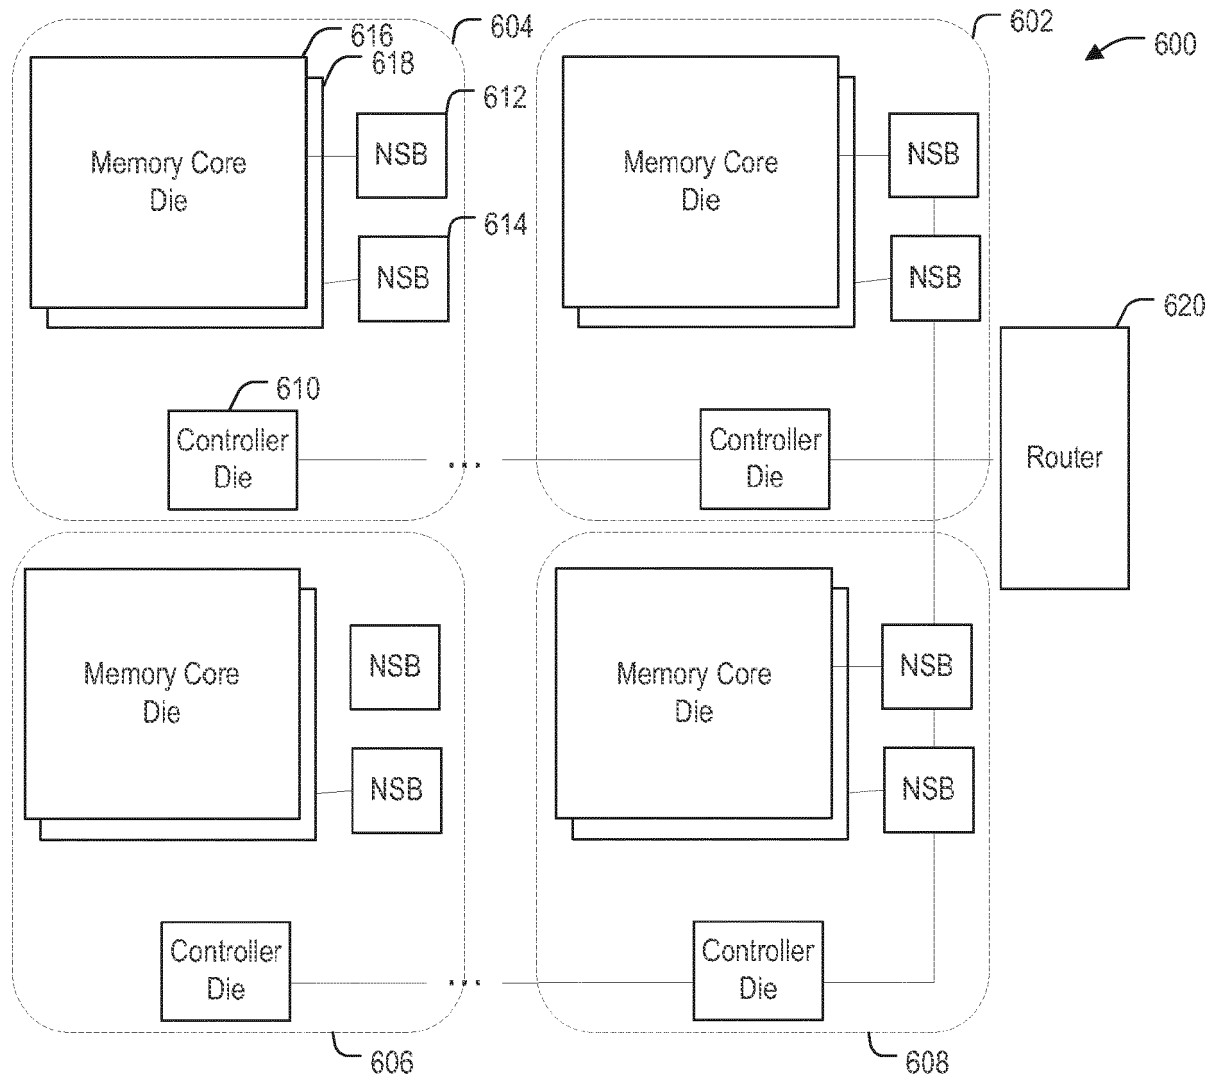 616
604
602
600
618
612
Memory Core
Die
NSB
Memory Core
Die
NSB
614
NSB
NSB
620
610
Controller
Die
...
Controller
Die
Router
Memory Core
Die
NSB
Memory Core
Die
NSB
NSB
NSB
Controller
Die
...
Controller
Die
606
608